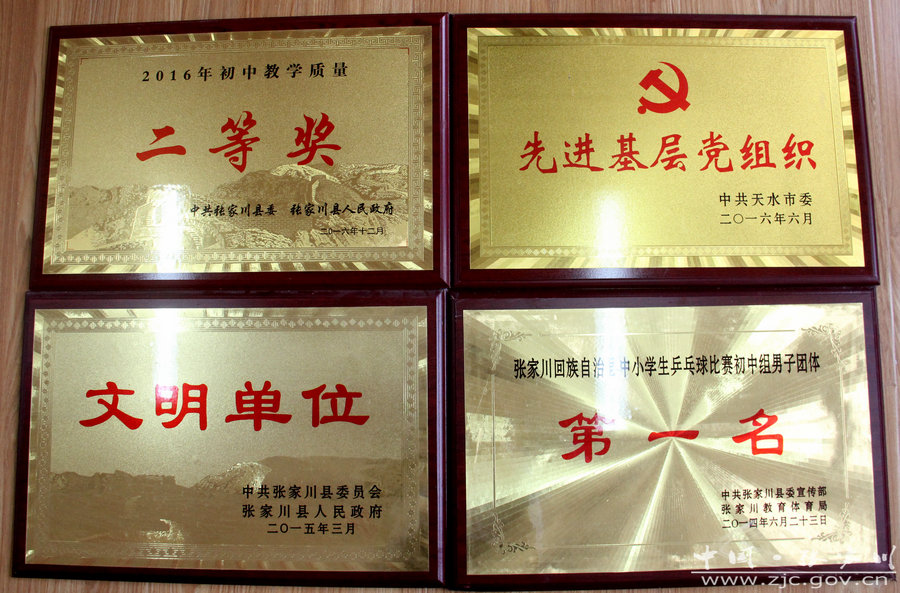 2016年初中教学质量
二等奖
中共张家川县委 张家川县人民政府
二〇一六年十二月
先进基层党组织
中共天水市委
二〇一六年六月
文明单位
中共张家川县委员会
张家川县人民政府
二〇一五年三月
张家川回族自治 中小学生乒乓球比赛初中组男子团体
第一名
中共张家川县委宣传部
张家川教育体育局
二〇一四年六月二十三日
www.zjc.gov.cn